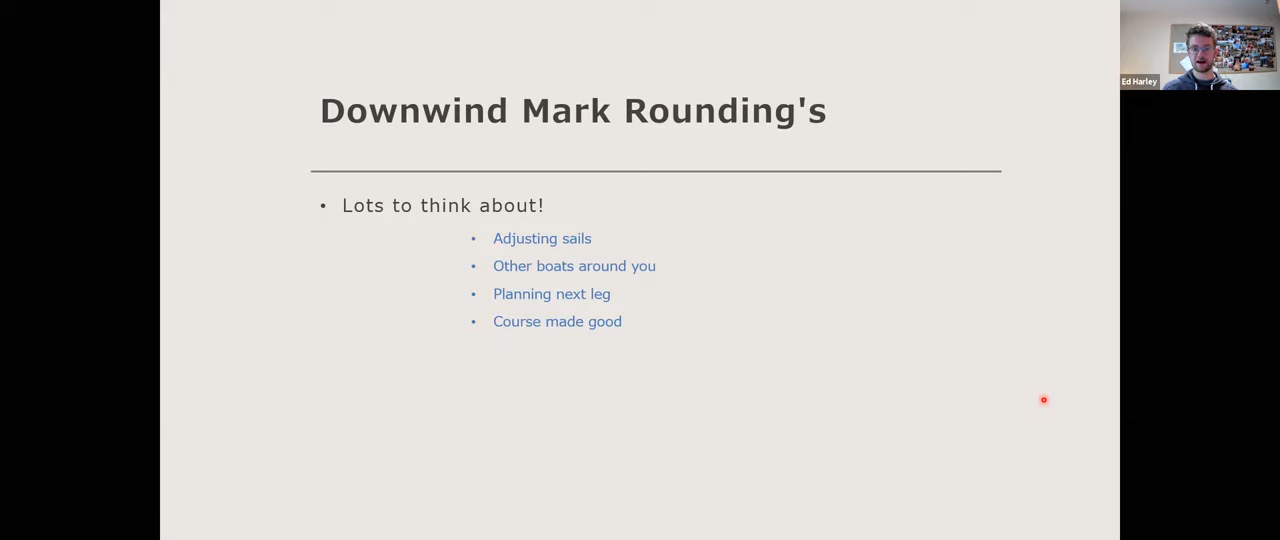 Downwind Mark Rounding's
• Lots to think about!
• Adjusting sails
• Other boats around you
• Planning next leg
• Course made good
Ed Harley